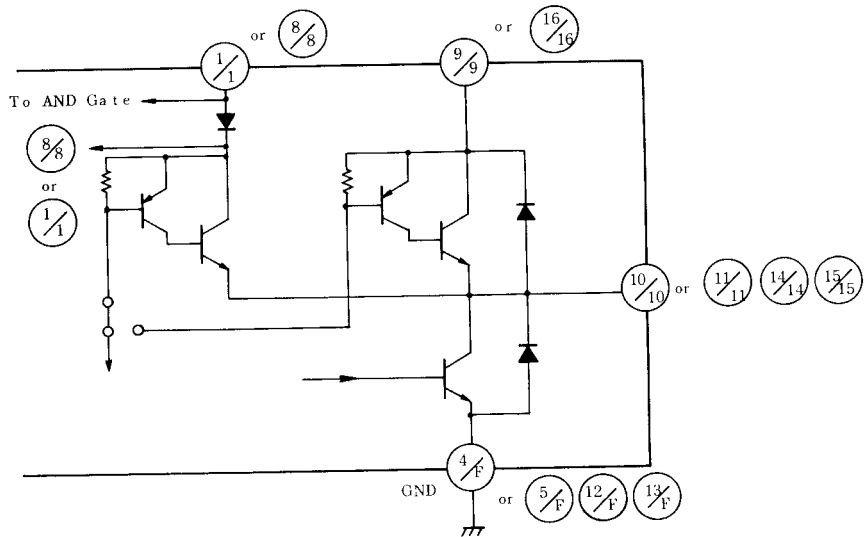 1/1 or 8/8
9/9 or 16/16
To AND Gate
8/8
or
1/1
10/10 or 11/11 14/14 15/15
4/F
GND
or 5/F 12/F 13/F